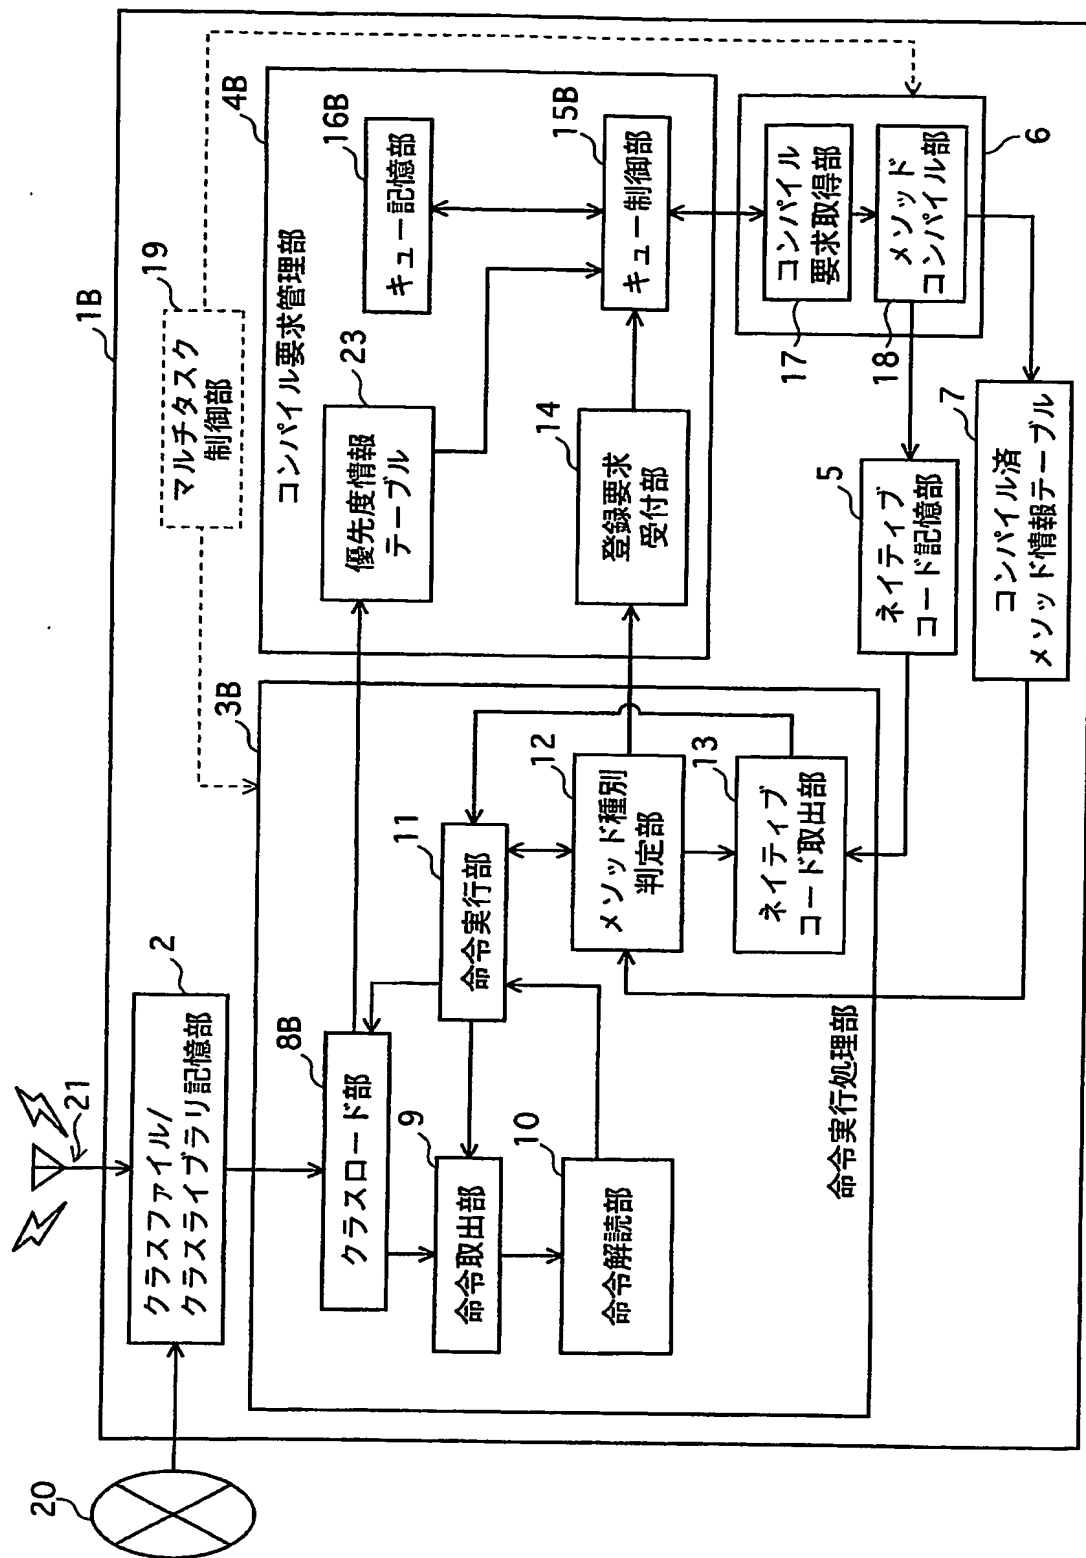 1B
19
マルチタスク
制御部
20
21
2
クラスファイル/
クラスライブラリ記憶部
3B
8B
クラスロード部
9
命令取出部
10
命令解読部
11
命令実行部
12
メソッド種別
判定部
13
ネイティブ
コード取出部
命令実行処理部
4B
コンパイル要求管理部
23
優先度情報
テーブル
16B
キュー記憶部
14
登録要求
受付部
15B
キュー制御部
6
17
コンパイル
要求取得部
18
メソッド
コンパイル部
5
ネイティブ
コード記憶部
7
コンパイル済
メソッド情報テーブル